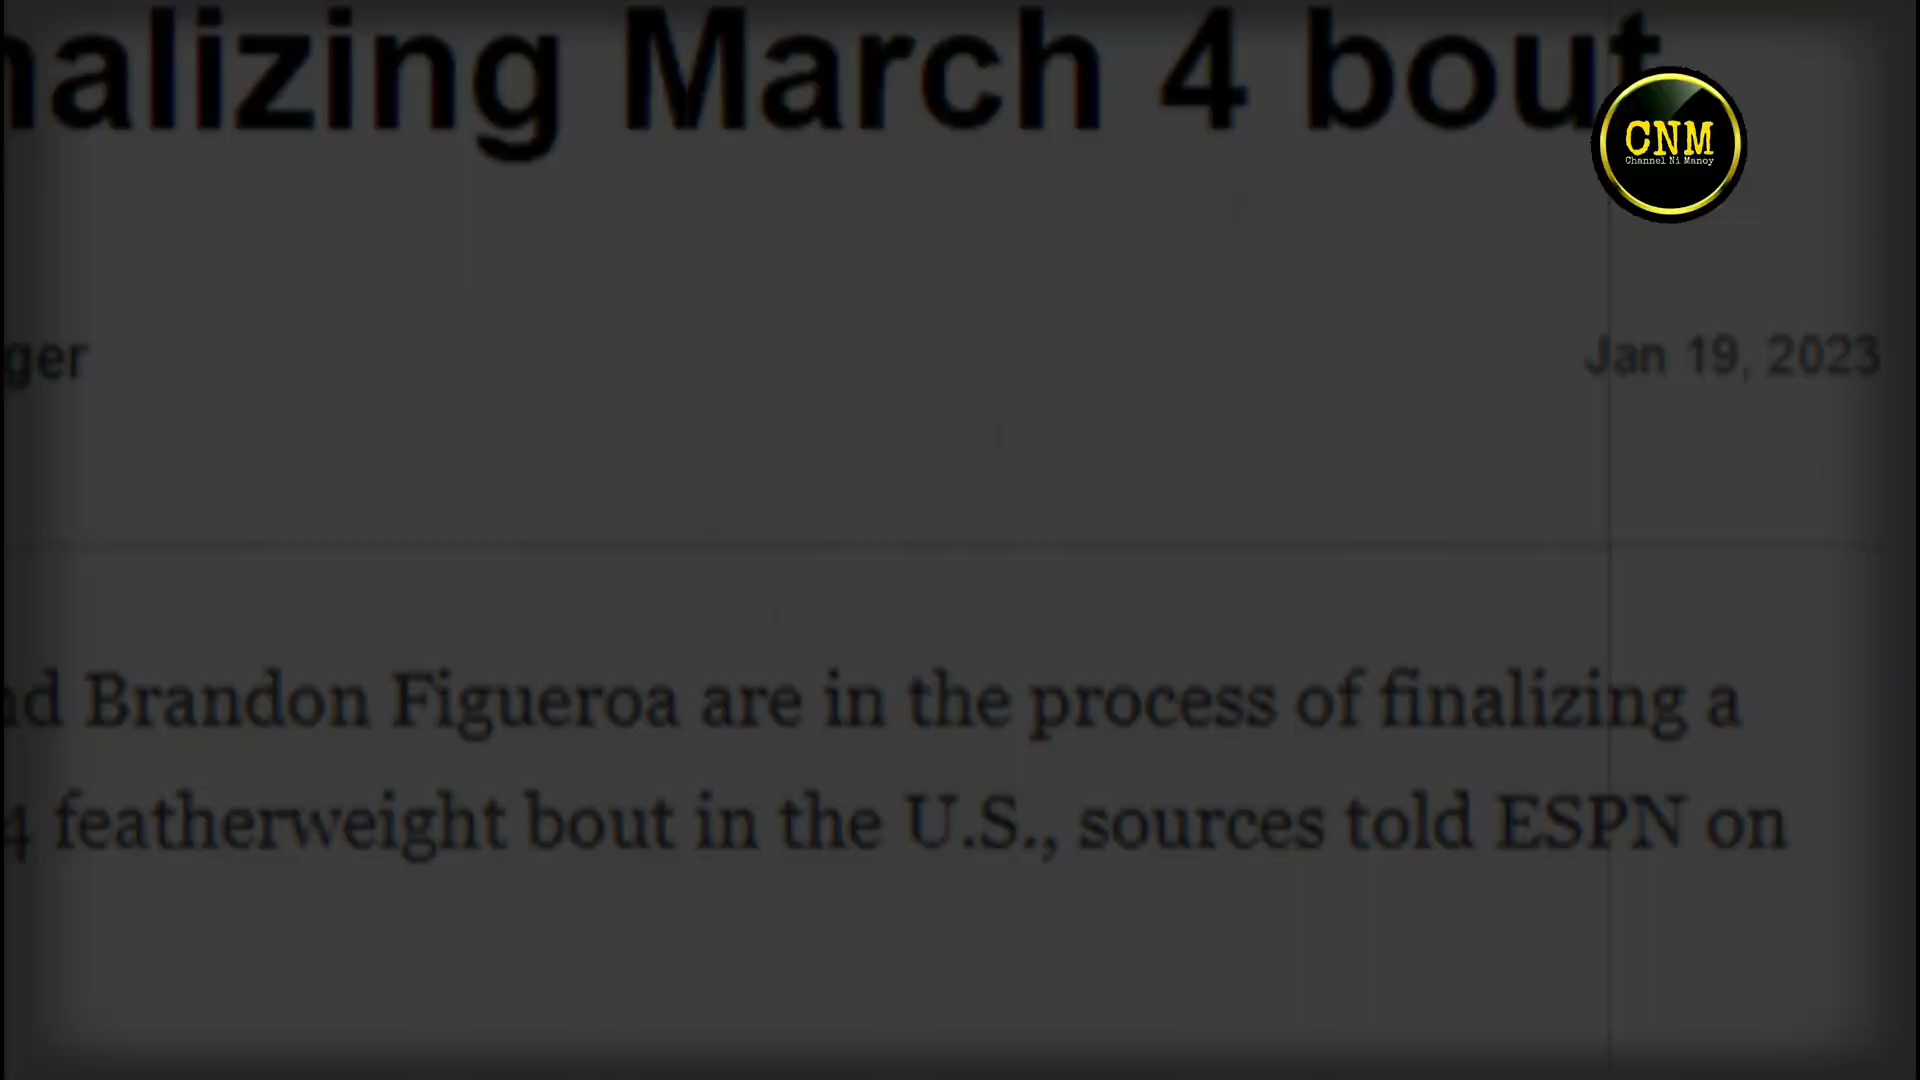 nalizing March 4 bout
CNM
Channel Ni Manoy
ger
Jan 19, 2023
nd Brandon Figueroa are in the process of finalizing a
4 featherweight bout in the U.S., sources told ESPN on